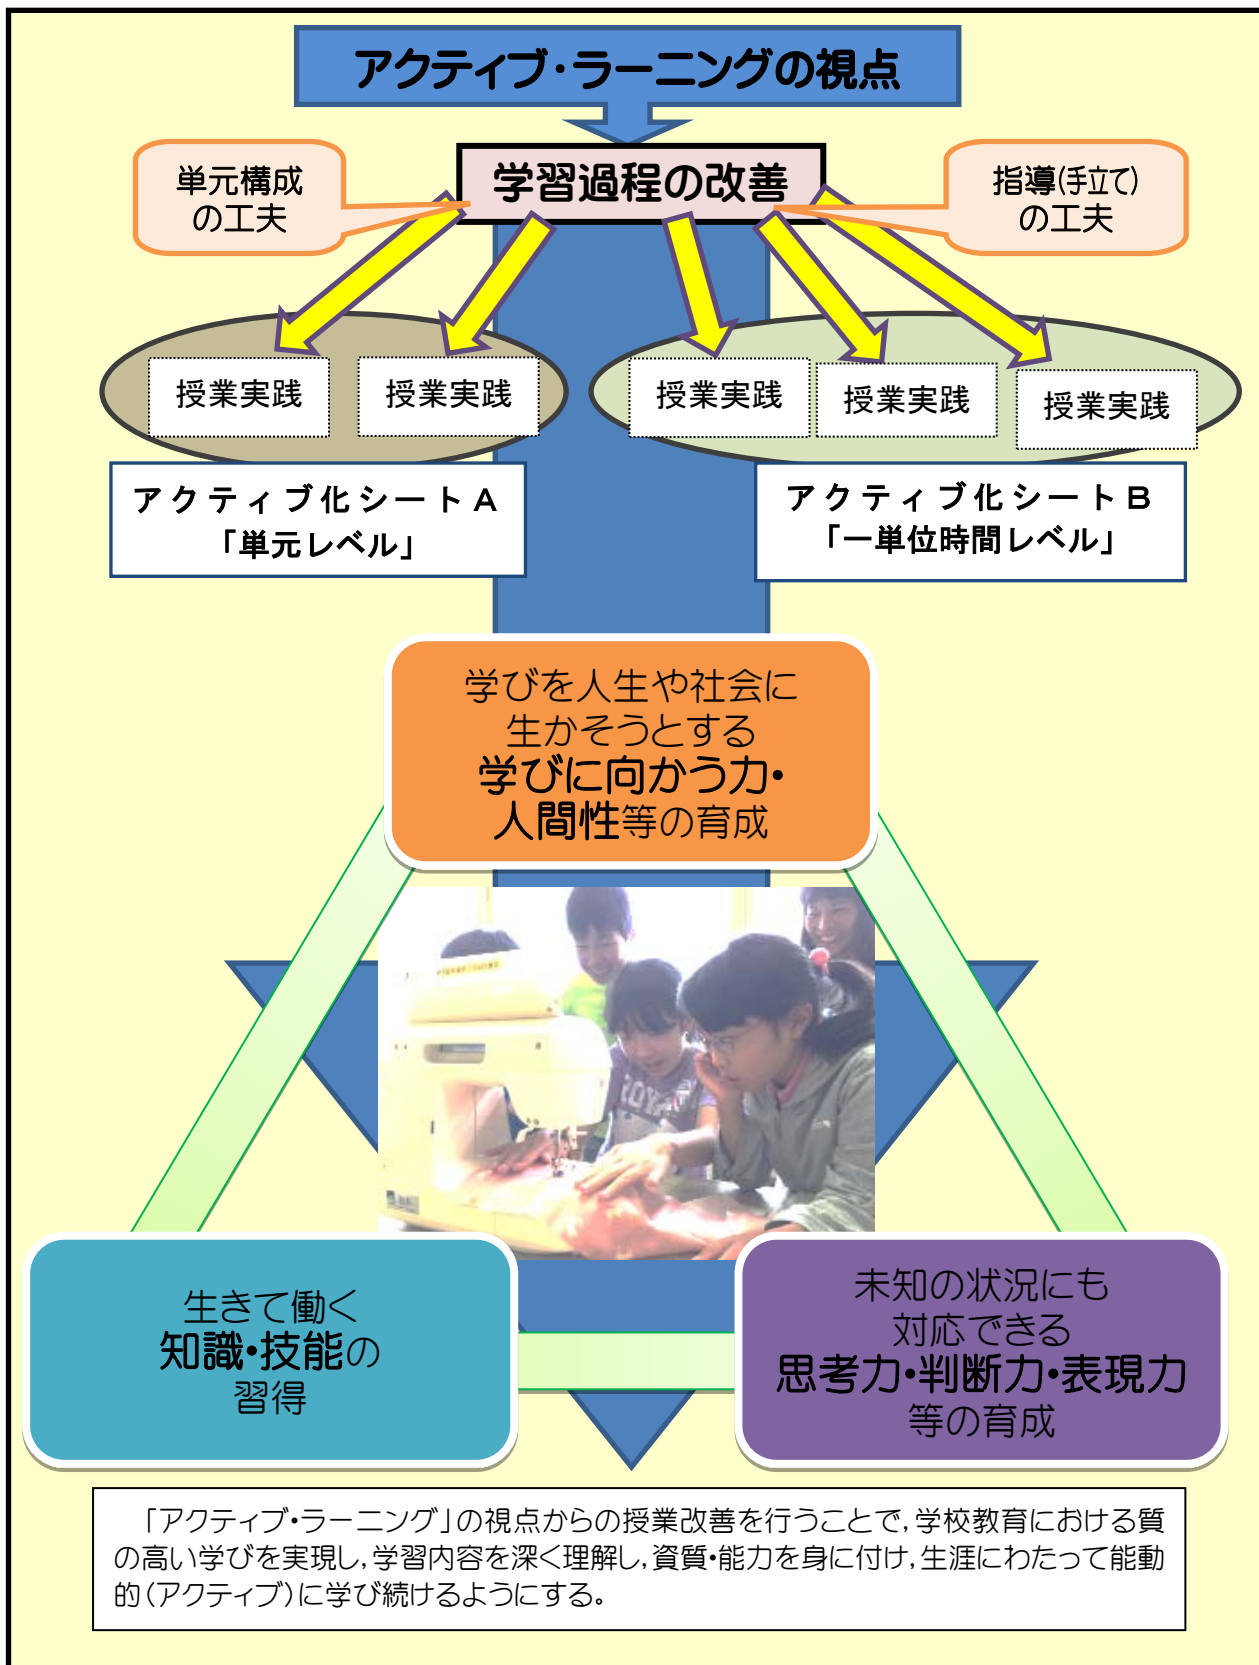 アクティブ・ラーニングの視点
学習過程の改善
単元構成
の工夫
指導(手立て)
の工夫
授業実践
授業実践
授業実践
授業実践
授業実践
アクティブ化シートA
「単元レベル」
アクティブ化シートB
「一単位時間レベル」
学びを人生や社会に
生かそうとする
学びに向かう力・
人間性等の育成
生きて働く
知識・技能の
習得
未知の状況にも
対応できる
思考力・判断力・表現力
等の育成
「アクティブ・ラーニング」の視点からの授業改善を行うことで,学校教育における質
の高い学びを実現し,学習内容を深く理解し,資質・能力を身に付け,生涯にわたって能動
的(アクティブ)に学び続けるようにする。